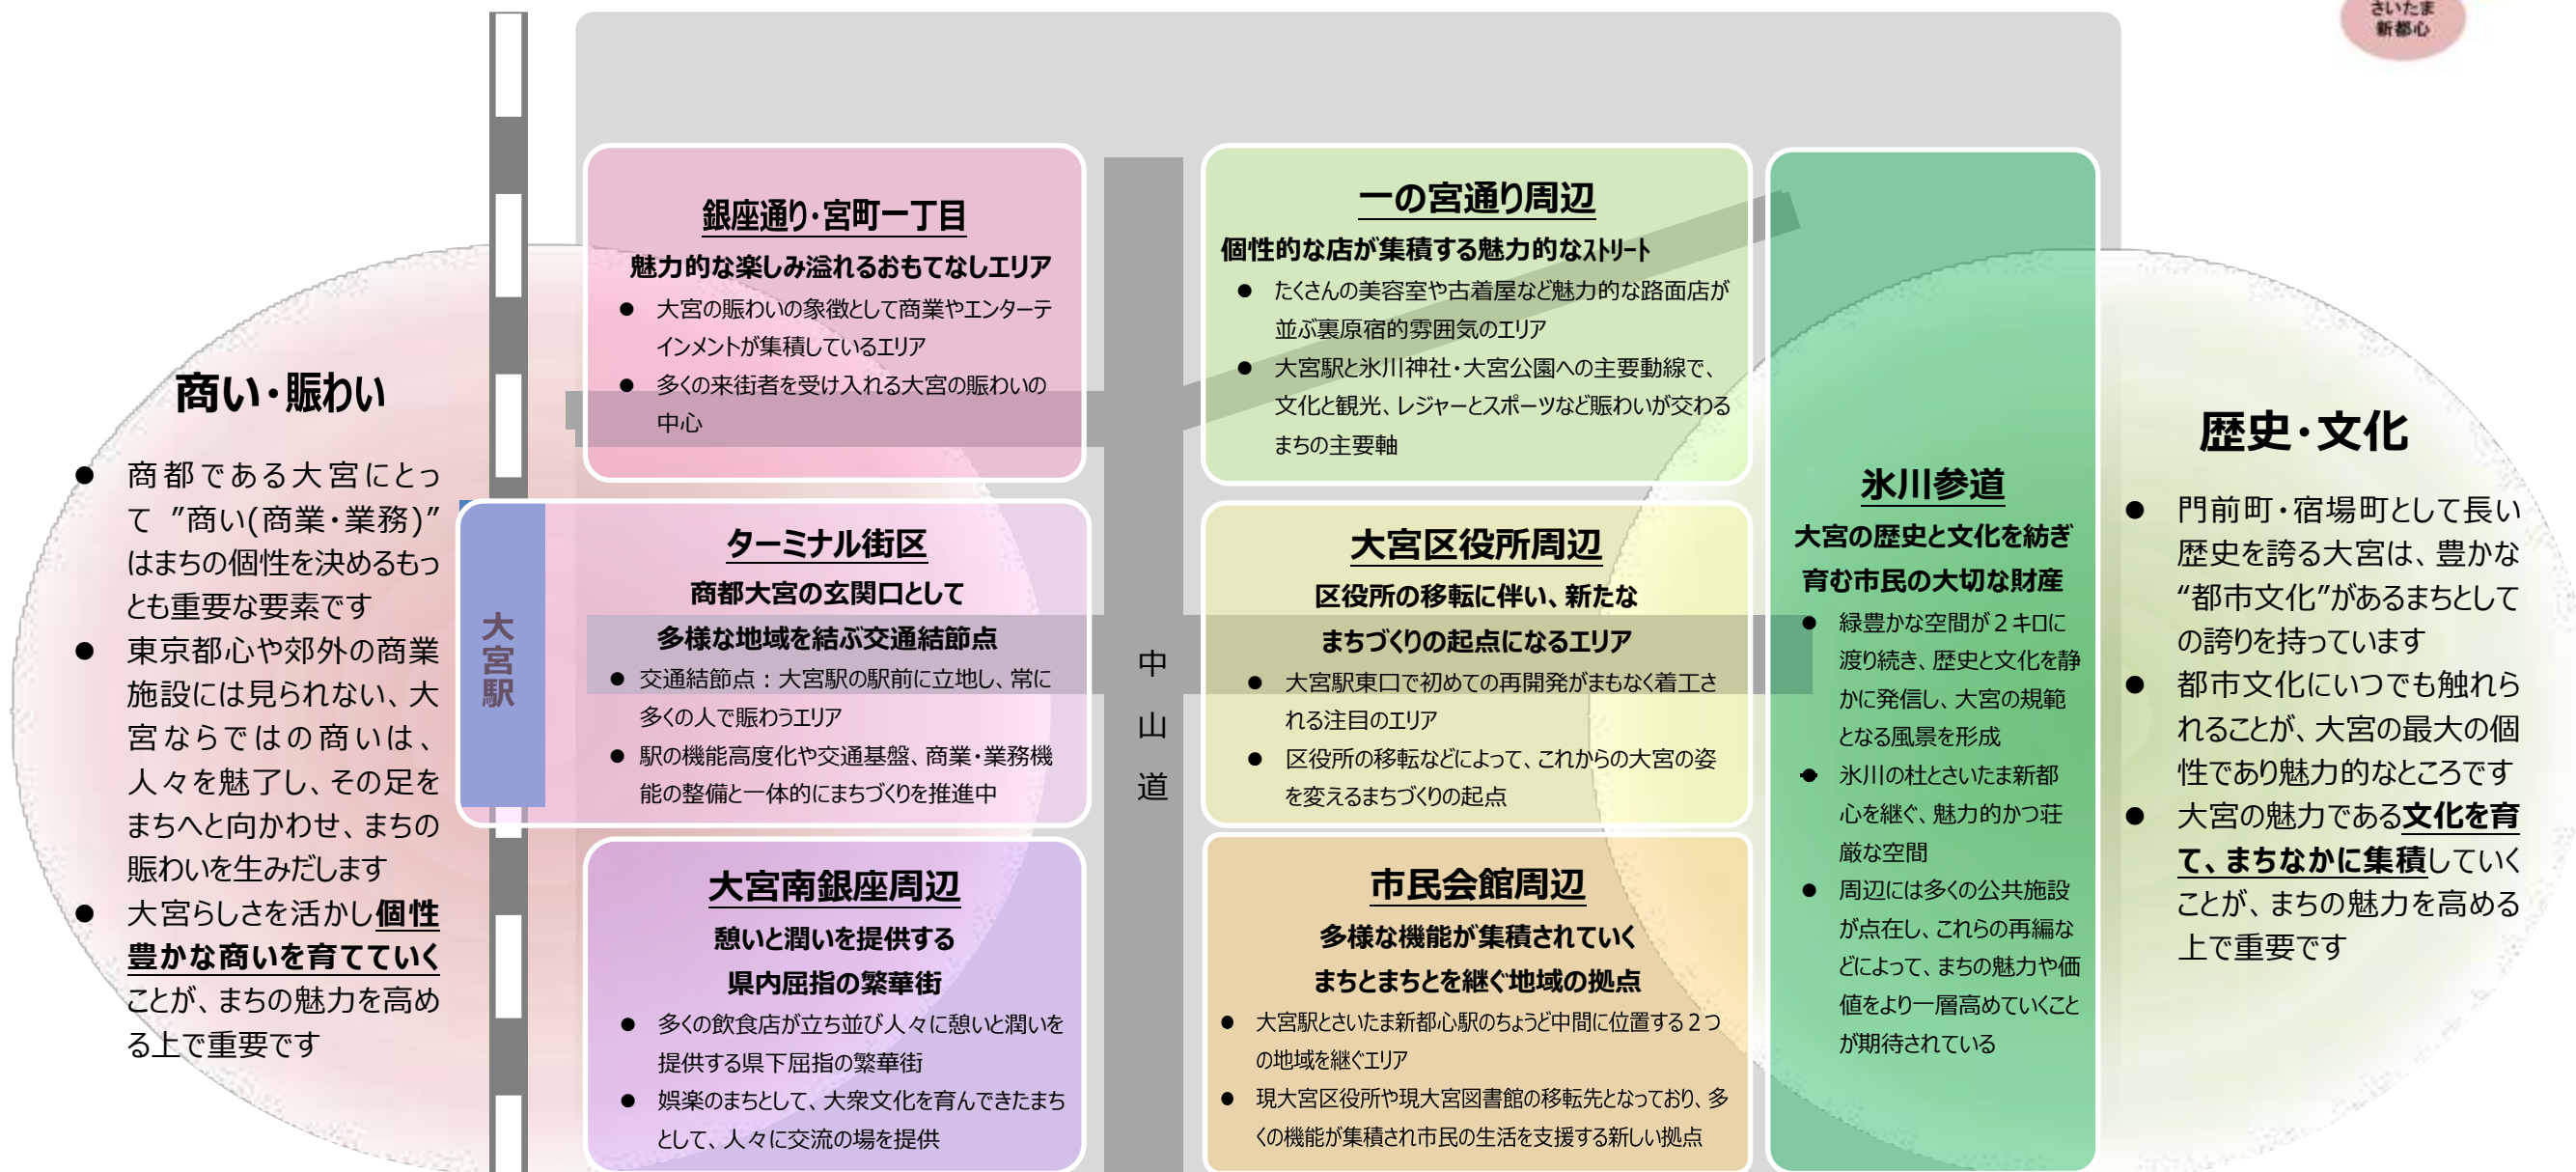 さいたま
新都心
商い・賑わい
● 商都である大宮にとっ
て ”商い(商業・業務)”
はまちの個性を決めるもっ
とも重要な要素です
● 東京都心や郊外の商業
施設には見られない、大
宮ならではの商いは、
人々を魅了し、その足を
まちへと向かわせ、まちの
賑わいを生みだします
● 大宮らしさを活かし個性
豊かな商いを育てていく
ことが、まちの魅力を高め
る上で重要です
大宮駅
銀座通り・宮町一丁目
魅力的な楽しみ溢れるおもてなしエリア
● 大宮の賑わいの象徴として商業やエンターテ
インメントが集積しているエリア
● 多くの来街者を受け入れる大宮の賑わいの
中心
ターミナル街区
商都大宮の玄関口として
多様な地域を結ぶ交通結節点
● 交通結節点：大宮駅の駅前に立地し、常に
多くの人で賑わうエリア
● 駅の機能高度化や交通基盤、商業・業務機
能の整備と一体的にまちづくりを推進中
大宮南銀座周辺
憩いと潤いを提供する
県内屈指の繁華街
● 多くの飲食店が立ち並び人々に憩いと潤いを
提供する県下屈指の繁華街
● 娯楽のまちとして、大衆文化を育んできたまち
として、人々に交流の場を提供
中山道
一の宮通り周辺
個性的な店が集積する魅力的なｽﾄﾘｰﾄ
● たくさんの美容室や古着屋など魅力的な路面店が
並ぶ裏原宿的雰囲気のエリア
● 大宮駅と氷川神社・大宮公園への主要動線で、
文化と観光、レジャーとスポーツなど賑わいが交わる
まちの主要軸
大宮区役所周辺
区役所の移転に伴い、新たな
まちづくりの起点になるエリア
● 大宮駅東口で初めての再開発がまもなく着工さ
れる注目のエリア
● 区役所の移転などによって、これからの大宮の姿
を変えるまちづくりの起点
市民会館周辺
多様な機能が集積されていく
まちとまちとを継ぐ地域の拠点
● 大宮駅とさいたま新都心駅のちょうど中間に位置する２つ
の地域を継ぐエリア
● 現大宮区役所や現大宮図書館の移転先となっており、多
くの機能が集積され市民の生活を支援する新しい拠点
氷川参道
大宮の歴史と文化を紡ぎ
育む市民の大切な財産
● 緑豊かな空間が２キロに
渡り続き、歴史と文化を静
かに発信し、大宮の規範
となる風景を形成
● 氷川の杜とさいたま新都
心を継ぐ、魅力的かつ荘
厳な空間
● 周辺には多くの公共施設
が点在し、これらの再編な
どによって、まちの魅力や価
値をより一層高めていくこと
が期待されている
歴史・文化
● 門前町・宿場町として長い
歴史を誇る大宮は、豊かな
“都市文化”があるまちとして
の誇りを持っています
● 都市文化にいつでも触れら
れることが、大宮の最大の個
性であり魅力的なところです
● 大宮の魅力である文化を育
て、まちなかに集積していく
ことが、まちの魅力を高める
上で重要です